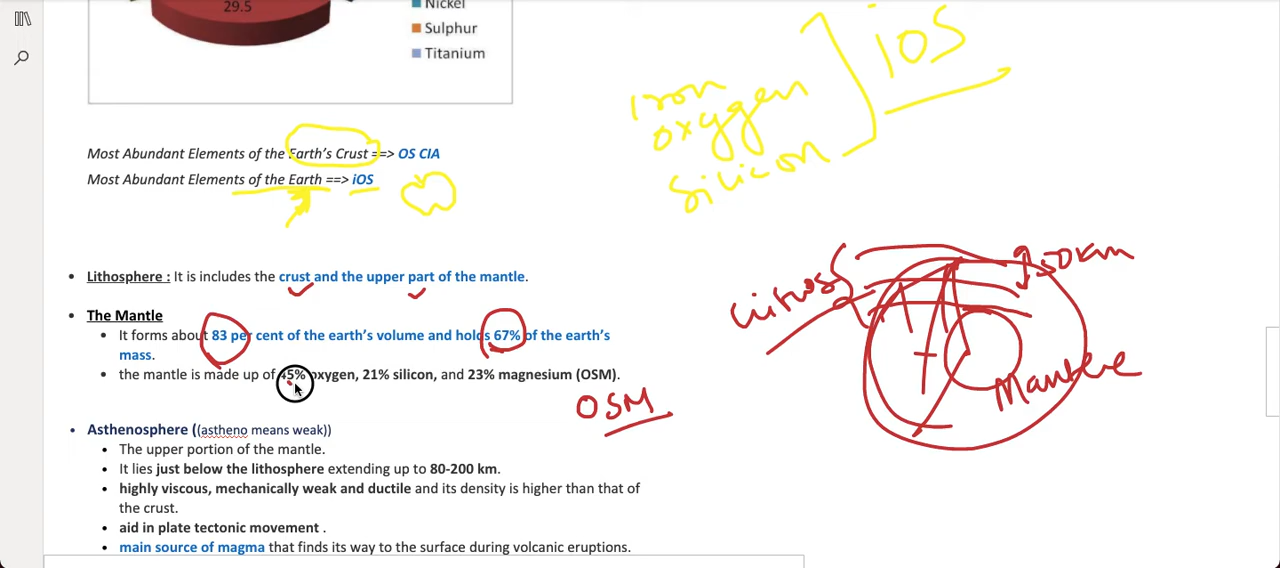 29.5
Nickel
Sulphur
Titanium
iron
oxygen
silicon
iOS
Most Abundant Elements of the Earth's Crust ==> OS CIA
Most Abundant Elements of the Earth ==> iOS
• Lithosphere : It is includes the crust and the upper part of the mantle.
50km
• The Mantle
• It forms about 83 per cent of the earth's volume and holds 67% of the earth's
mass.
• the mantle is made up of 45% oxygen, 21% silicon, and 23% magnesium (OSM).
Mantle
OSM
• Asthenosphere ((astheno means weak))
• The upper portion of the mantle.
• It lies just below the lithosphere extending up to 80-200 km.
• highly viscous, mechanically weak and ductile and its density is higher than that of
the crust.
• aid in plate tectonic movement .
• main source of magma that finds its way to the surface during volcanic eruptions.